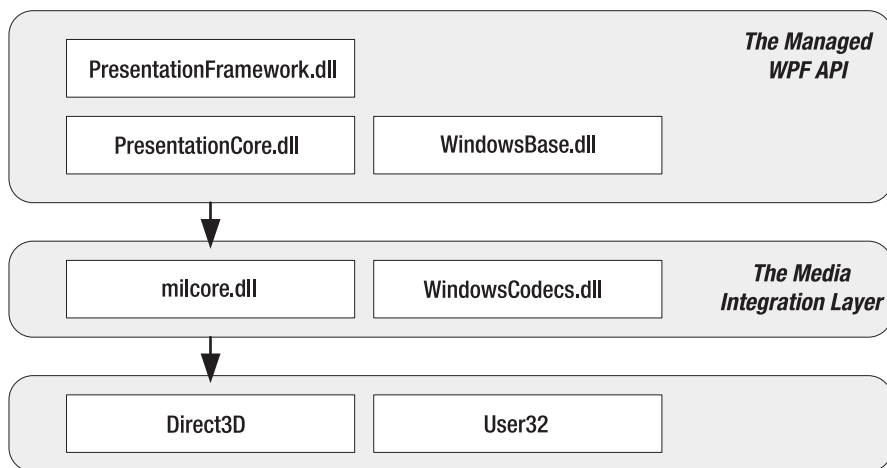 The Managed
WPF API
PresentationFramework.dll
PresentationCore.dll
WindowsBase.dll
milcore.dll
WindowsCodecs.dll
The Media
Integration Layer
Direct3D
User32